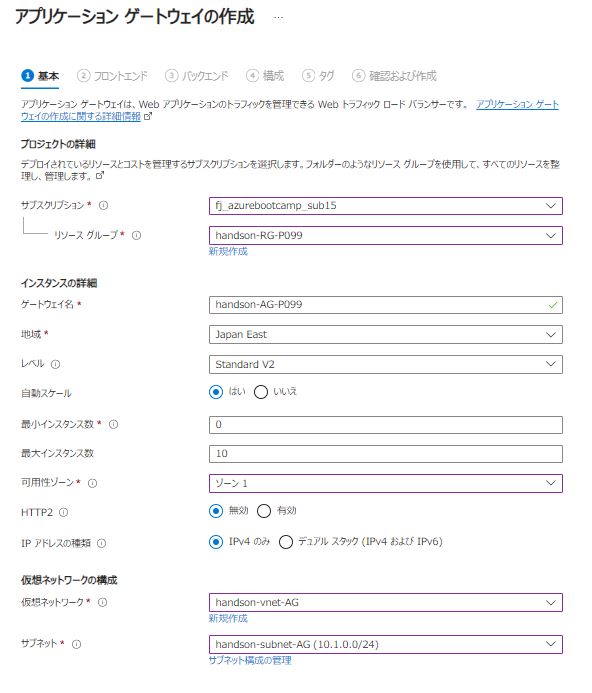 アプリケーション ゲートウェイの作成 …
1 基本 2 フロントエンド 3 バックエンド 4 構成 5 タグ 6 確認および作成
アプリケーション ゲートウェイは、Web アプリケーションのトラフィックを管理できる Web トラフィック ロード バランサーです。 アプリケーション ゲート
ウェイの作成に関する詳細情報
プロジェクトの詳細
デプロイされているリソースとコストを管理するサブスクリプションを選択します。フォルダーのようなリソース グループを使用して、すべてのリソースを整
理し、管理します。
サブスクリプション * fj_azurebootcamp_sub15
リソース グループ * handson-RG-P099
新規作成
インスタンスの詳細
ゲートウェイ名 * handson-AG-P099
地域 * Japan East
レベル Standard V2
自動スケール はい いいえ
最小インスタンス数 * 0
最大インスタンス数 10
可用性ゾーン * ゾーン 1
HTTP2 無効 有効
IP アドレスの種類 IPv4 のみ デュアル スタック (IPv4 および IPv6)
仮想ネットワークの構成
仮想ネットワーク * handson-vnet-AG
新規作成
サブネット * handson-subnet-AG (10.1.0.0/24)
サブネット構成の管理